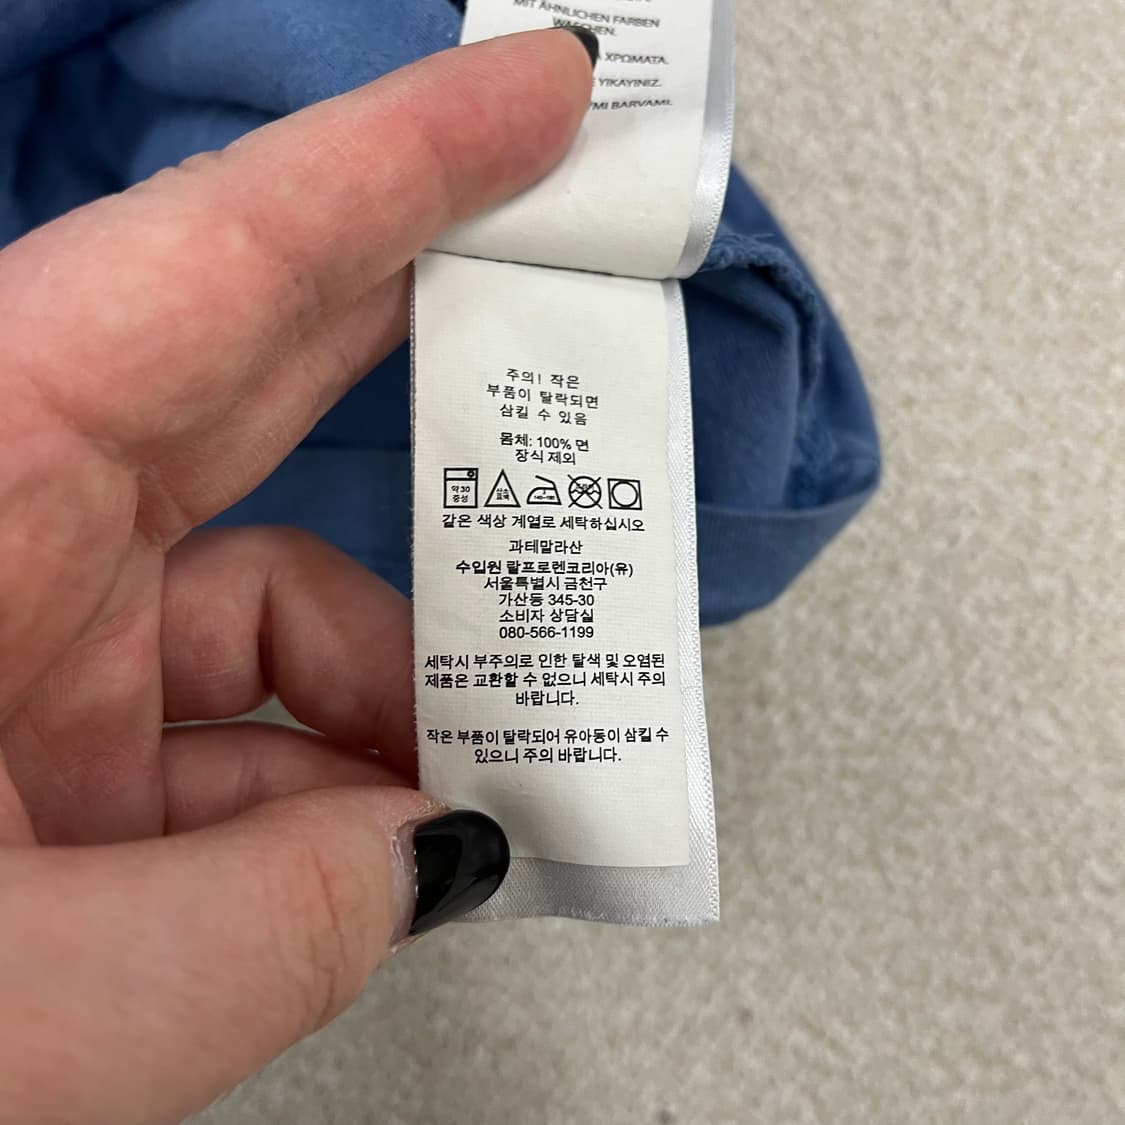 MIT ÄHNLICHEN FARBEN
WASCHEN.
ΧΡΩΜΑΤΑ.
YIKAYINIZ.
BARVAMI.
주의! 작은
부품이 탈락되면
삼킬 수 있음
몸체: 100% 면
장식 제외
약 30
중성
같은 색상 계열로 세탁하십시오
과테말라산
수입원 랄프로렌코리아(유)
서울특별시 금천구
가산동 345-30
소비자 상담실
080-566-1199
세탁시 부주의로 인한 탈색 및 오염된
제품은 교환할 수 없으니 세탁시 주의
바랍니다.
작은 부품이 탈락되어 유아동이 삼킬 수
있으니 주의 바랍니다.